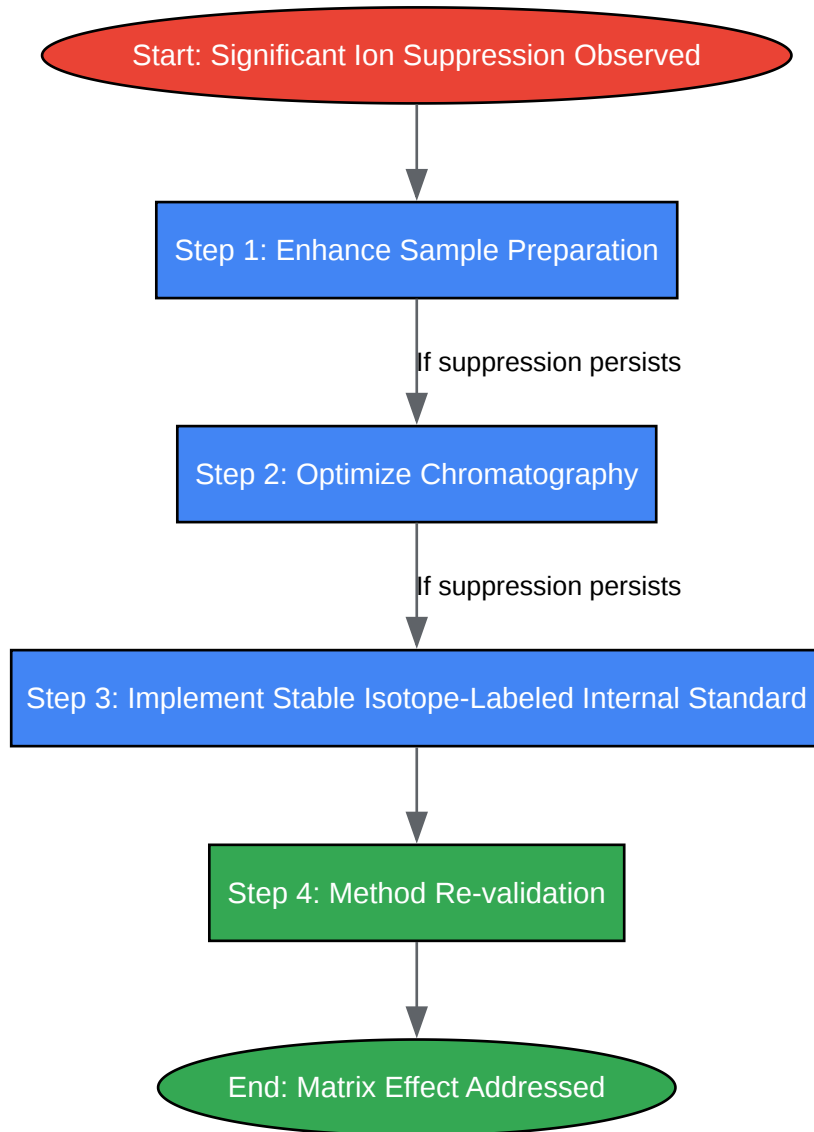 Start: Significant Ion Suppression Observed
Step 1: Enhance Sample Preparation
If suppression persists
Step 2: Optimize Chromatography
If suppression persists
Step 3: Implement Stable Isotope-Labeled Internal Standard
Step 4: Method Re-validation
End: Matrix Effect Addressed